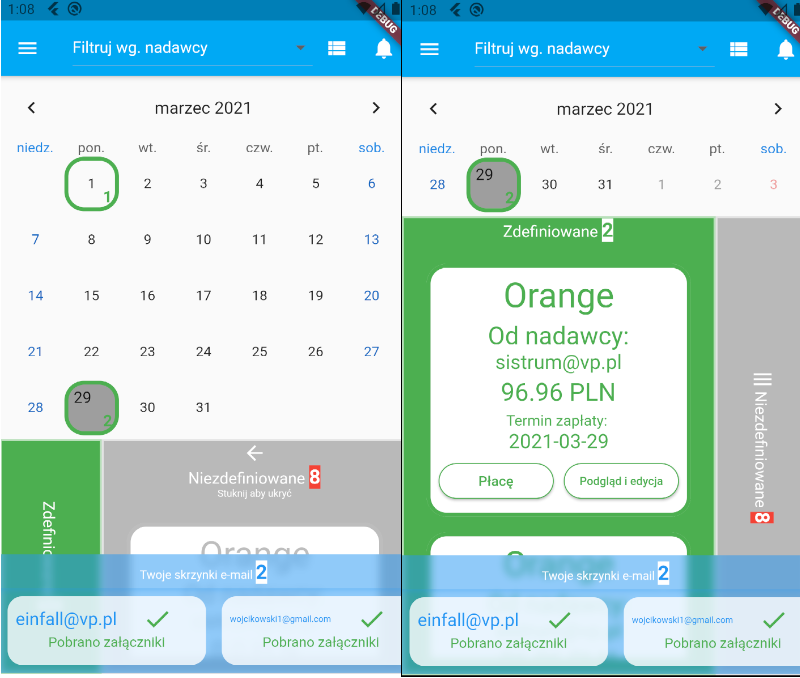 1:08
DEBUG
Filtruj wg. nadawcy
marzec 2021
niedz. pon. wt. śr. czw. pt. sob.
1 2 3 4 5 6
1
7 8 9 10 11 12 13
14 15 16 17 18 19 20
21 22 23 24 25 26 27
28 29 30 31
2
Zdefinio
Niezdefiniowane 8
Stuknij aby ukryć
Orange
Twoje skrzynki e-mail 2
einfall@vp.pl
Pobrano załączniki
wojcikowski1@gmail.com
Pobrano załączniki
1:08
DEBUG
Filtruj wg. nadawcy
marzec 2021
niedz. pon. wt. śr. czw. pt. sob.
28 29 30 31 1 2 3
2
Zdefiniowane 2
Orange
Od nadawcy:
sistrum@vp.pl
96.96 PLN
Termin zapłaty:
2021-03-29
Płacę
Podgląd i edycja
Niezdefiniowane 8
Orange
Twoje skrzynki e-mail 2
einfall@vp.pl
Pobrano załączniki
wojcikowski1@gmail.com
Pobrano załączniki